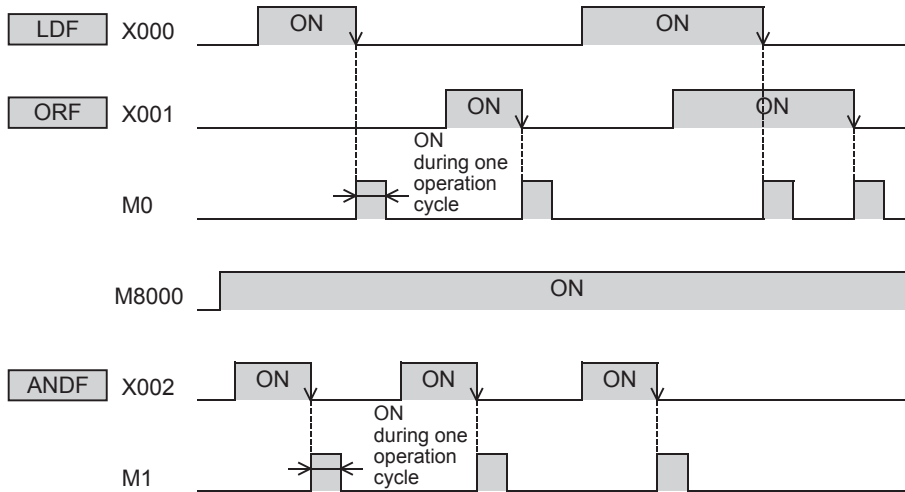 LDF X000 ON ON
ORF X001 ON ON
ON
during one
operation
cycle
M0
M8000 ON
ANDF X002 ON ON ON
ON
during one
operation
cycle
M1